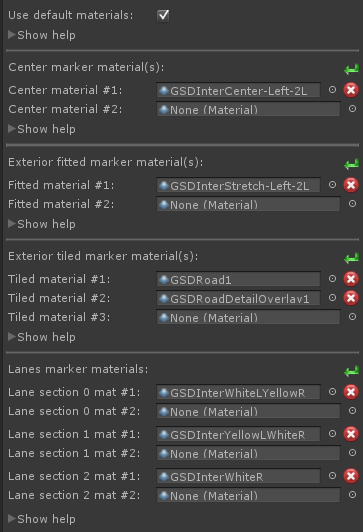 Use default materials:
Show help
Center marker material(s):
Center material #1: GSDInterCenter-Left-2L
Center material #2: None (Material)
Show help
Exterior fitted marker material(s):
Fitted material #1: GSDInterStretch-Left-2L
Fitted material #2: None (Material)
Show help
Exterior tiled marker material(s):
Tiled material #1: GSDRoad1
Tiled material #2: GSDRoadDetailOverlay1
Tiled material #3: None (Material)
Show help
Lanes marker materials:
Lane section 0 mat #1: GSDInterWhiteLYellowR
Lane section 0 mat #2: None (Material)
Lane section 1 mat #1: GSDInterYellowLWhiteR
Lane section 1 mat #2: None (Material)
Lane section 2 mat #1: GSDInterWhiteR
Lane section 2 mat #2: None (Material)
Show help